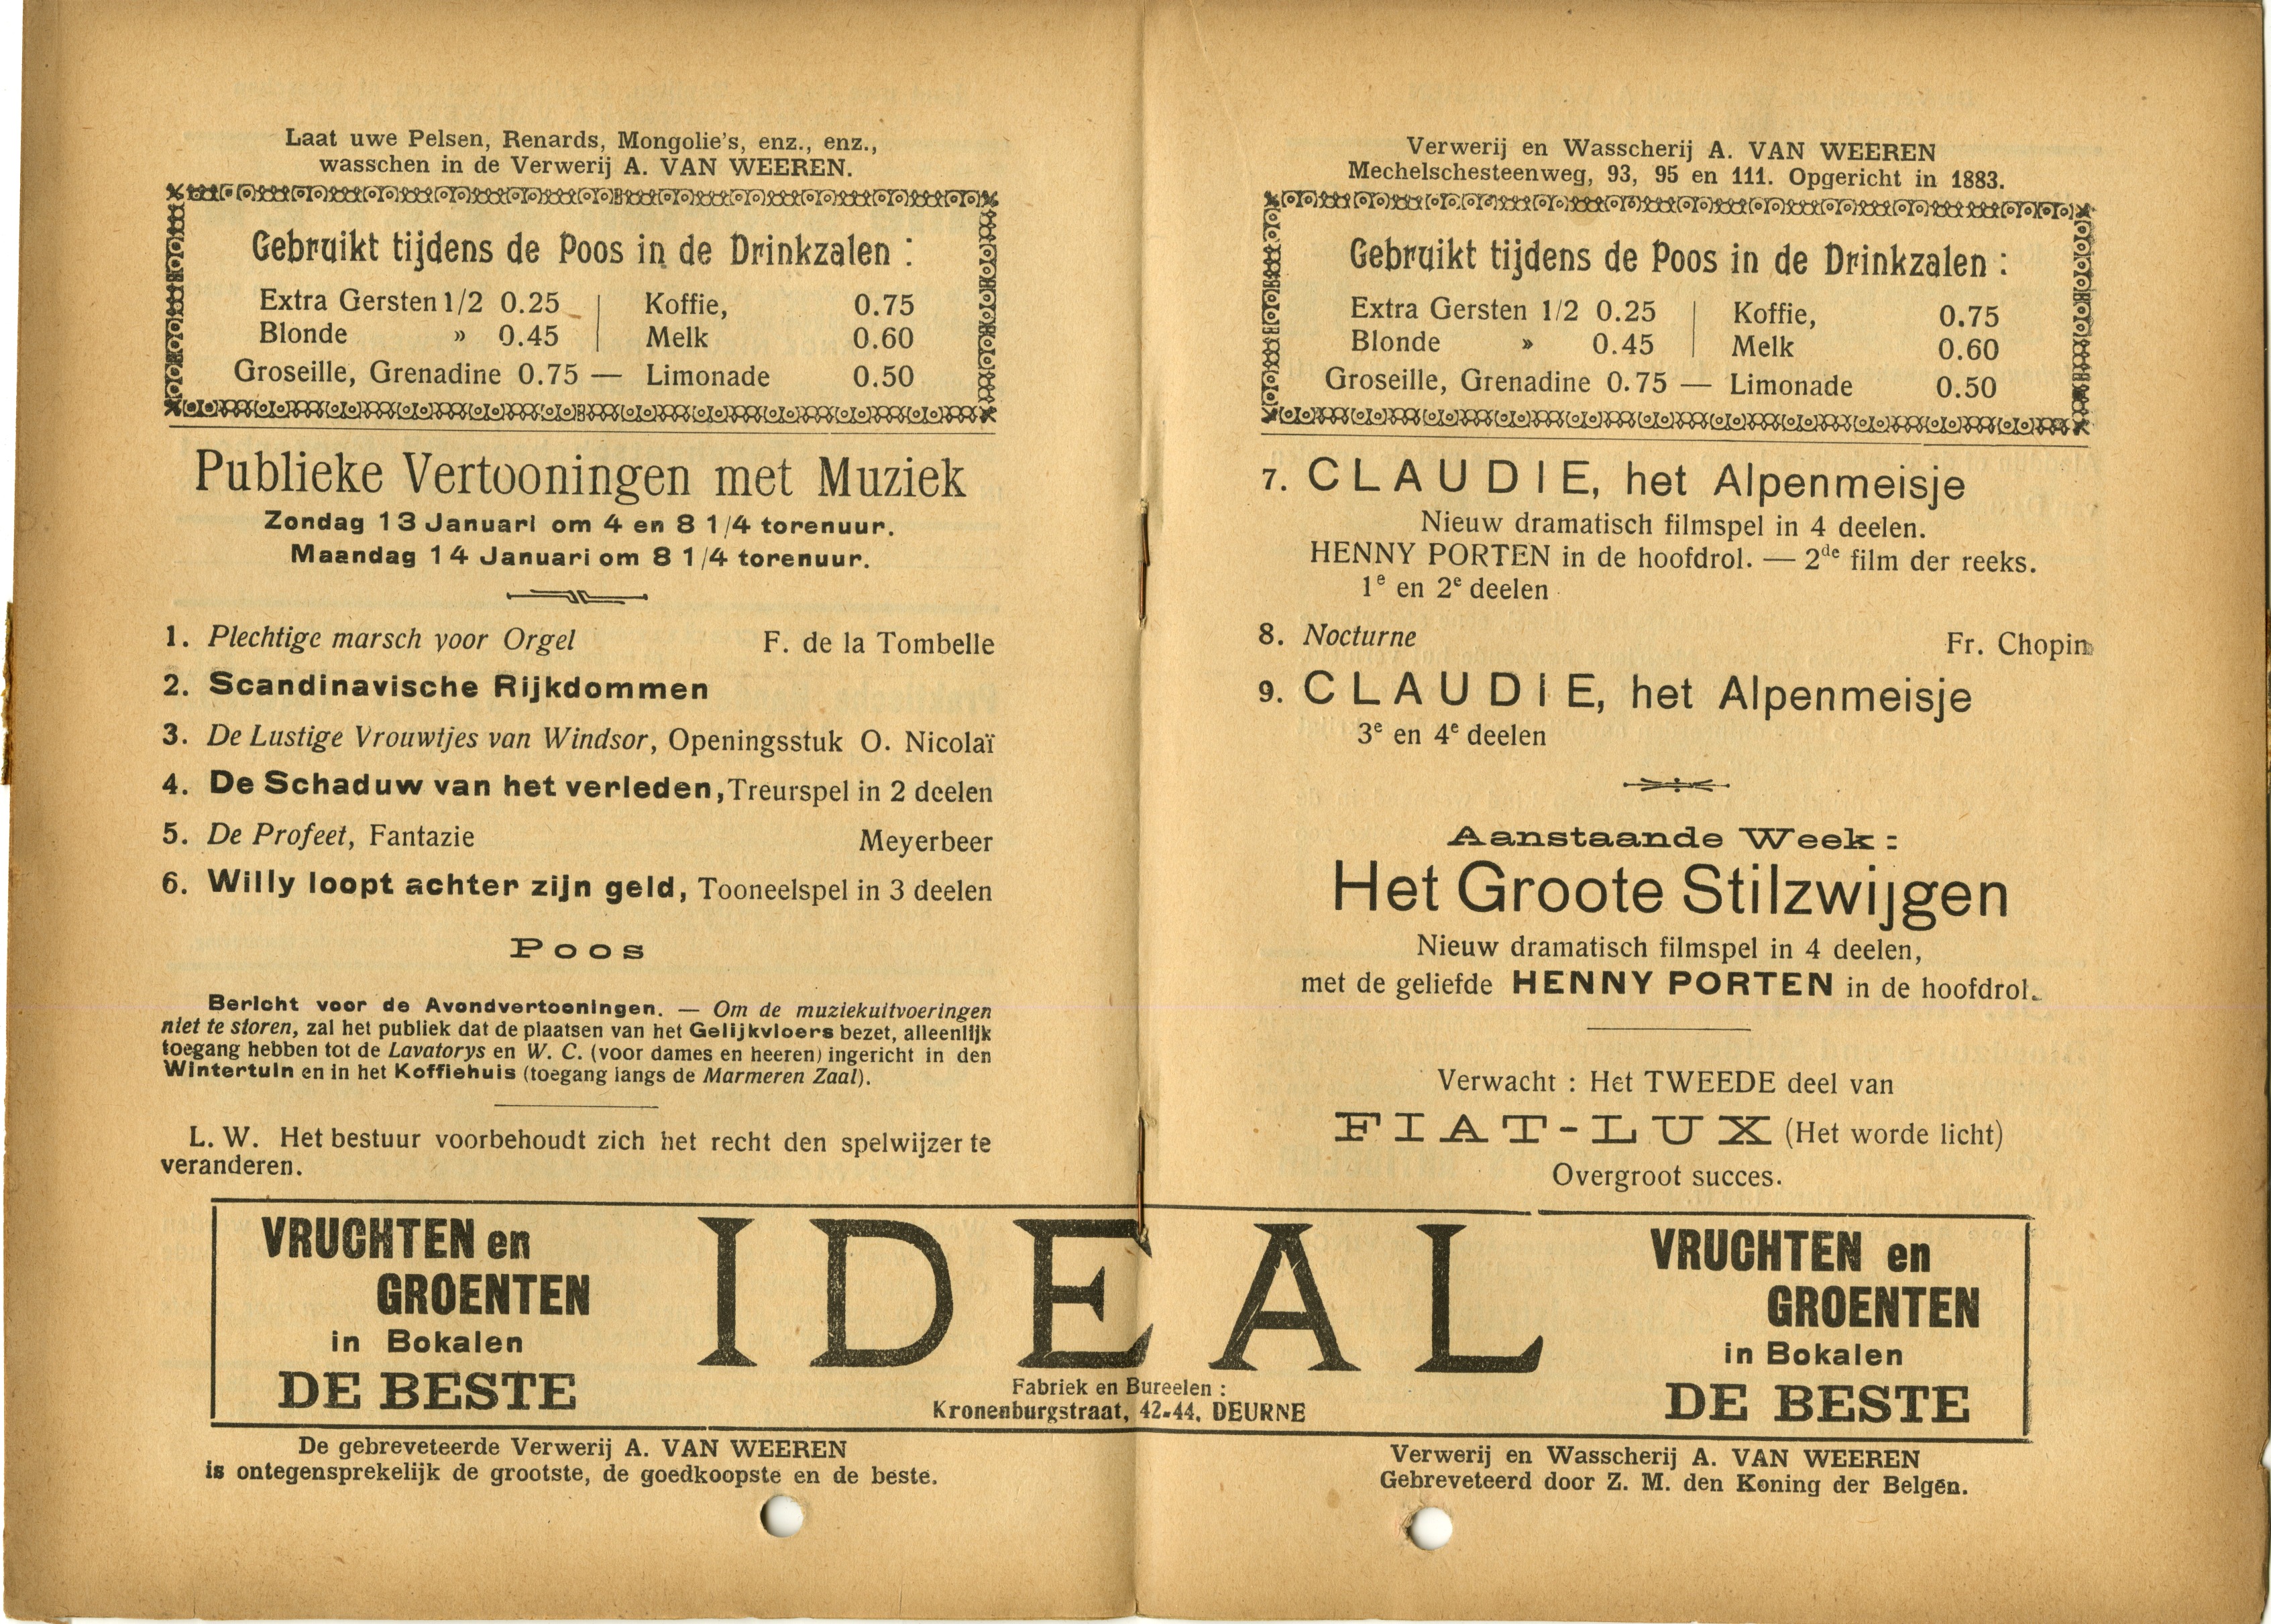 Laat uwe Pelsen, Renards, Mongolie's, enz., enz.,
wasschen in de Verwerij A. VAN WEEREN.
Gebruikt tijdens de Poos in de Drinkzalen :
Extra Gersten 1/2 0.25 | Koffie, 0.75
Blonde » 0.45 | Melk 0.60
Groseille, Grenadine 0.75 — Limonade 0.50
Publieke Vertooningen met Muziek
Zondag 13 Januari om 4 en 8 1/4 torenuur.
Maandag 14 Januari om 8 1/4 torenuur.
1. Plechtige marsch voor Orgel F. de la Tombelle
2. Scandinavische Rijkdommen
3. De Lustige Vrouwtjes van Windsor, Openingsstuk O. Nicolaï
4. De Schaduw van het verleden, Treurspel in 2 deelen
5. De Profeet, Fantazie Meyerbeer
6. Willy loopt achter zijn geld, Tooneelspel in 3 deelen
Poos
Bericht voor de Avondvertooningen. — Om de muziekuitvoeringen
niet te storen, zal het publiek dat de plaatsen van het Gelijkvloers bezet, alleenlijk
toegang hebben tot de Lavatorys en W. C. (voor dames en heeren) ingericht in den
Wintertuin en in het Koffiehuis (toegang langs de Marmeren Zaal).
L. W. Het bestuur voorbehoudt zich het recht den spelwijzer te
veranderen.
Verwerij en Wasscherij A. VAN WEEREN
Mechelschesteenweg, 93, 95 en 111. Opgericht in 1883.
Gebruikt tijdens de Poos in de Drinkzalen :
Extra Gersten 1/2 0.25 | Koffie, 0.75
Blonde » 0.45 | Melk 0.60
Groseille, Grenadine 0.75 — Limonade 0.50
7. CLAUDIE, het Alpenmeisje
Nieuw dramatisch filmspel in 4 deelen.
HENNY PORTEN in de hoofdrol. — 2de film der reeks.
1e en 2e deelen
8. Nocturne Fr. Chopin
9. CLAUDIE, het Alpenmeisje
3e en 4e deelen
Aanstaande Week :
Het Groote Stilzwijgen
Nieuw dramatisch filmspel in 4 deelen,
met de geliefde HENNY PORTEN in de hoofdrol.
Verwacht : Het TWEEDE deel van
FIAT-LUX (Het worde licht)
Overgroot succes.
VRUCHTEN en
GROENTEN
in Bokalen
DE BESTE
IDEAL
Fabriek en Bureelen :
Kronenburgstraat, 42-44, DEURNE
VRUCHTEN en
GROENTEN
in Bokalen
DE BESTE
De gebreveteerde Verwerij A. VAN WEEREN
is ontegensprekelijk de grootste, de goedkoopste en de beste.
Verwerij en Wasscherij A. VAN WEEREN
Gebreveteerd door Z. M. den Koning der Belgen.